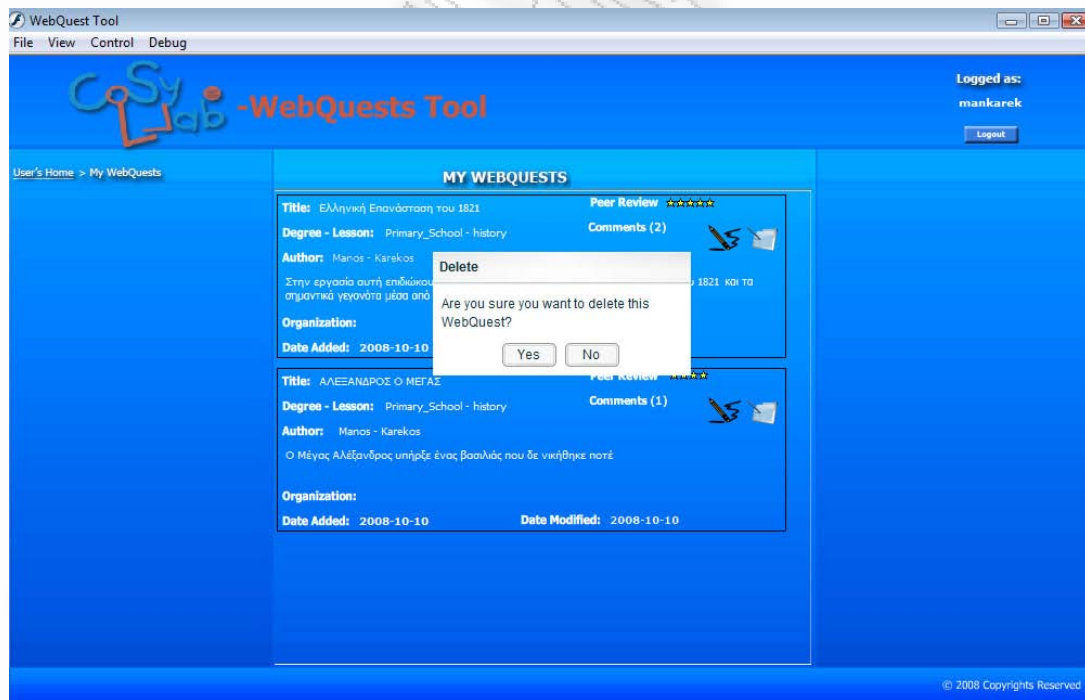 WebQuest Tool
File View Control Debug
CoSy Lab -WebQuests Tool
Logged as:
mankarek
Logout
User's Home > My WebQuests
MY WEBQUESTS
Title: Ελληνική Επανάσταση του 1821
Peer Review
Degree - Lesson: Primary_School - history
Comments (2)
Author: Manos - Karekos
Στην εργασία αυτή επιδιώκου
1821 και τα
σημαντικά γεγονότα μέσα από
Organization:
Date Added: 2008-10-10
Delete
Are you sure you want to delete this
WebQuest?
Yes No
Title: ΑΛΕΞΑΝΔΡΟΣ Ο ΜΕΓΑΣ
Peer Review
Degree - Lesson: Primary_School - history
Comments (1)
Author: Manos - Karekos
Ο Μέγας Αλέξανδρος υπήρξε ένας βασιλιάς που δε νικήθηκε ποτέ
Organization:
Date Added: 2008-10-10 Date Modified: 2008-10-10
© 2008 Copyrights Reserved